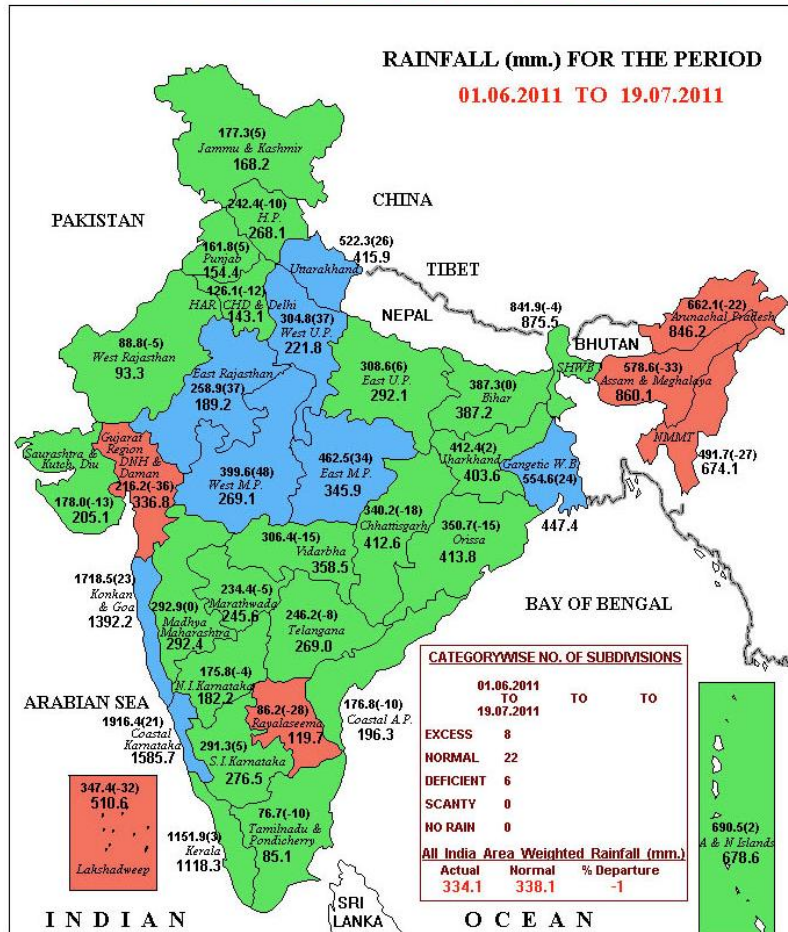 RAINFALL (mm.) FOR THE PERIOD
01.06.2011 TO 19.07.2011
177.3(5)
Jammu & Kashmir
168.2
242.4(-10)
H.P.
268.1
CHINA
PAKISTAN
161.8(5)
Punjab
154.4
522.3(26)
415.9
Uttarakhand
TIBET
126.1(-12)
HAR. CHD & Delhi
143.1
304.8(37)
West U.P.
221.8
NEPAL
841.9(-4)
875.5
SHWB
BHUTAN
662.1(-22)
Arunachal Pradesh
846.2
578.6(-33)
Assam & Meghalaya
860.1
NMMT
491.7(-27)
674.1
88.8(-5)
West Rajasthan
93.3
East Rajasthan
258.9(37)
189.2
308.6(6)
East U.P.
292.1
387.3(0)
Bihar
387.2
Gujarat
Region
DNH &
Daman
216.2(-36)
336.8
Saurashtra &
Kutch, Diu
178.0(-13)
205.1
399.6(48)
West M.P.
269.1
462.5(34)
East M.P.
345.9
412.4(2)
Jharkhand
403.6
Gangetic W.B.
554.6(24)
447.4
340.2(-18)
Chhattisgarh
412.6
350.7(-15)
Orissa
413.8
306.4(-15)
Vidarbha
358.5
1718.5(23)
Konkan
& Goa
1392.2
292.9(0)
Madhya
Maharashtra
292.4
234.4(-5)
Marathwada
245.6
246.2(-8)
Telangana
269.0
BAY OF BENGAL
175.8(-4)
N.I.Karnataka
182.2
ARABIAN SEA
1916.4(21)
Coastal
Karnataka
1585.7
86.2(-28)
Rayalaseema
119.7
176.8(-10)
Coastal A.P.
196.3
291.3(5)
S.I.Karnataka
276.5
347.4(-32)
510.6
Lakshadweep
1151.9(3)
Kerala
1118.3
76.7(-10)
Tamilnadu &
Pondicherry
85.1
CATEGORYWISE NO. OF SUBDIVISIONS
01.06.2011
TO TO TO
19.07.2011
EXCESS 8
NORMAL 22
DEFICIENT 6
SCANTY 0
NO RAIN 0
All India Area Weighted Rainfall (mm.)
Actual Normal % Departure
334.1 338.1 -1
690.5(2)
A & N Islands
678.6
SRI
LANKA
INDIAN OCEAN